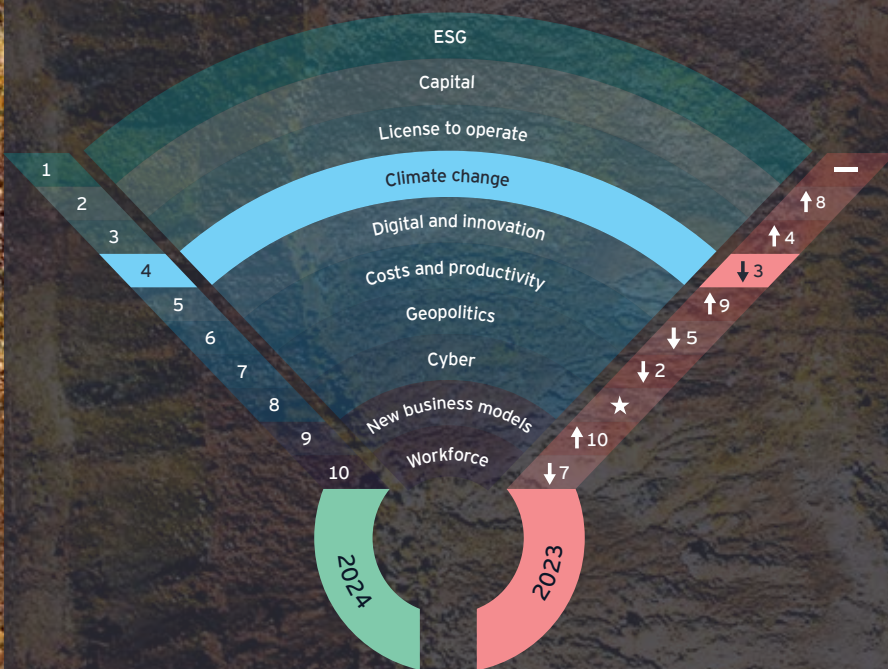 ESG
Capital
License to operate
Climate change
Digital and innovation
Costs and productivity
Geopolitics
Cyber
New business models
Workforce
1
2
3
4
5
6
7
8
9
10
8
4
3
9
5
2
10
7
2024
2023